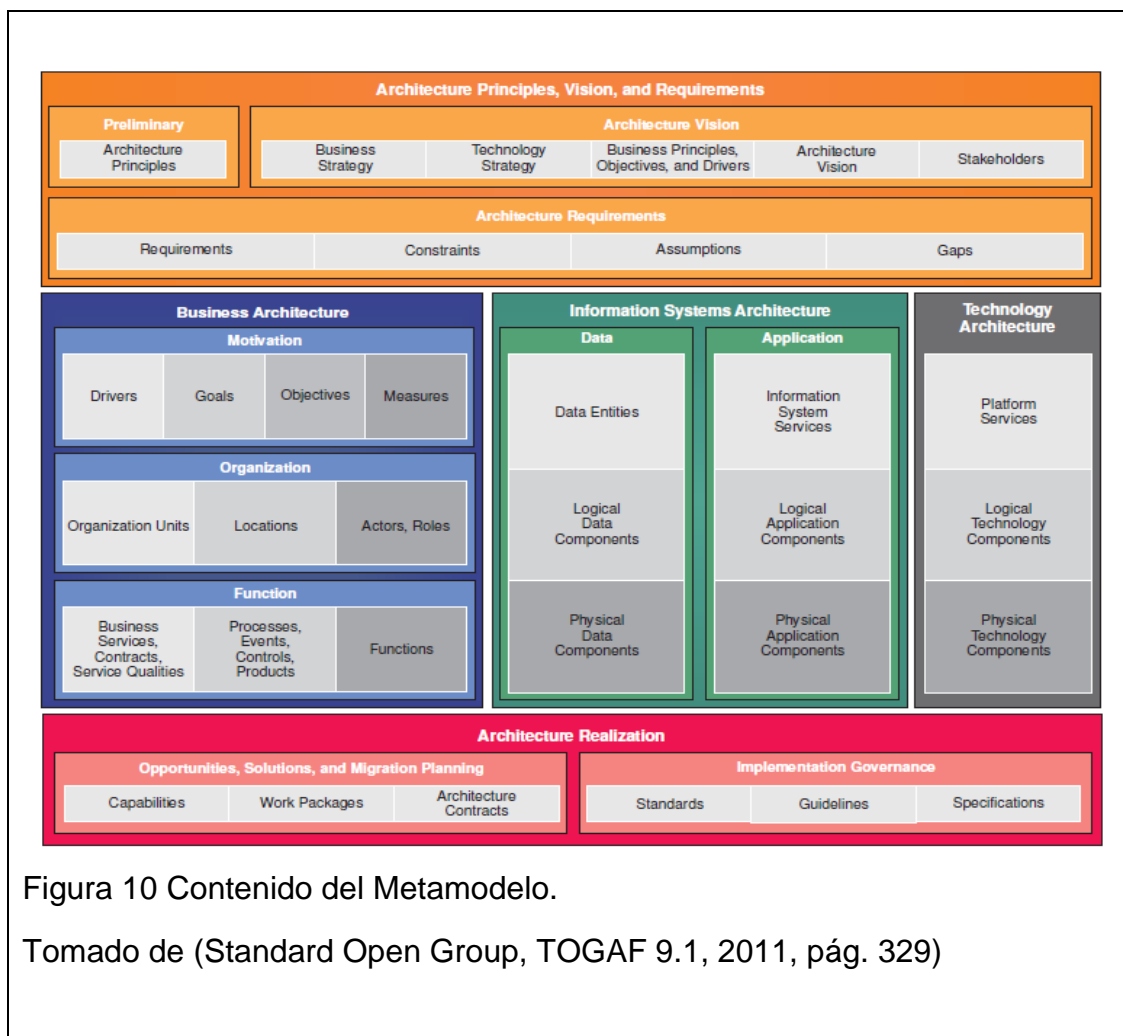 Architecture Principles, Vision, and Requirements
Preliminary
Architecture
Principles
Architecture Vision
Business
Strategy
Technology
Strategy
Business Principles,
Objectives, and Drivers
Architecture
Vision
Stakeholders
Architecture Requirements
Requirements
Constraints
Assumptions
Gaps
Business Architecture
Motivation
Drivers
Goals
Objectives
Measures
Organization
Organization Units
Locations
Actors, Roles
Function
Business
Services,
Contracts,
Service Qualities
Processes,
Events,
Controls,
Products
Functions
Information Systems Architecture
Data
Data Entities
Logical
Data
Components
Physical
Data
Components
Application
Information
System
Services
Logical
Application
Components
Physical
Application
Components
Technology
Architecture
Platform
Services
Logical
Technology
Components
Physical
Technology
Components
Architecture Realization
Opportunities, Solutions, and Migration Planning
Capabilities
Work Packages
Architecture
Contracts
Implementation Governance
Standards
Guidelines
Specifications
Figura 10 Contenido del Metamodelo.
Tomado de (Standard Open Group, TOGAF 9.1, 2011, pág. 329)